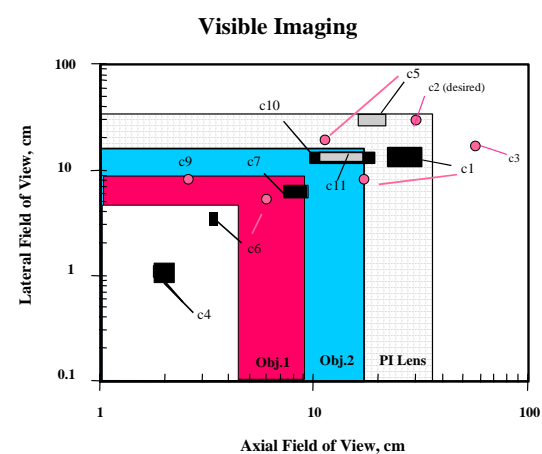 Visible Imaging
100
c5
c2 (desired)
c10
c9
c7
c3
10
c1
c11
c6
1
c4
Obj.1
Obj.2
PI Lens
0.1
1
10
100
Lateral Field of View, cm
Axial Field of View, cm